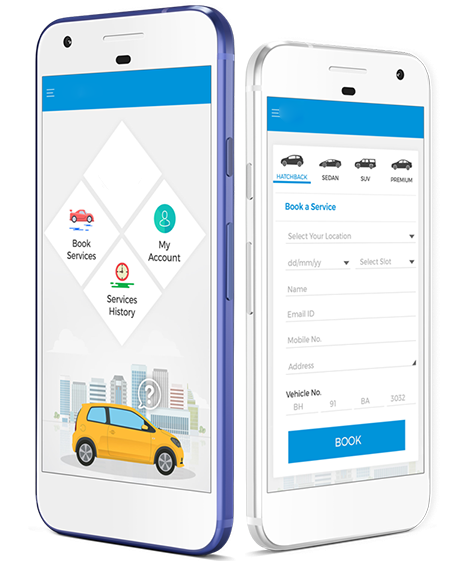 Book
Services
My
Account
Services
History
?
HATCHBACK
SEDAN
SUV
PREMIUM
Book a Service
Select Your Location
dd/mm/yy
Select Slot
Name
Email ID
Mobile No.
Address
Vehicle No.
BH
91
BA
3032
BOOK